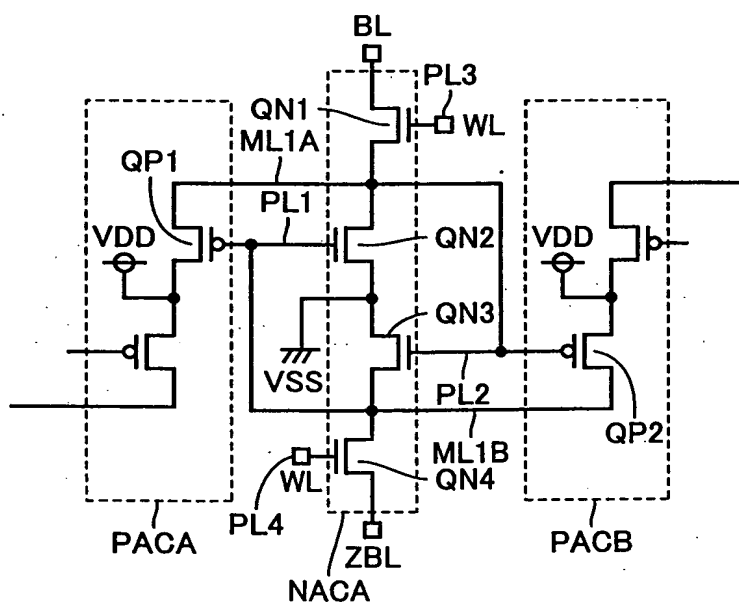 BL
PL3
QN1
WL
ML1A
QP1
PL1
VDD
QN2
VDD
QN3
VSS
PL2
QP2
ML1B
WL
QN4
PL4
PACA
ZBL
PACB
NACA